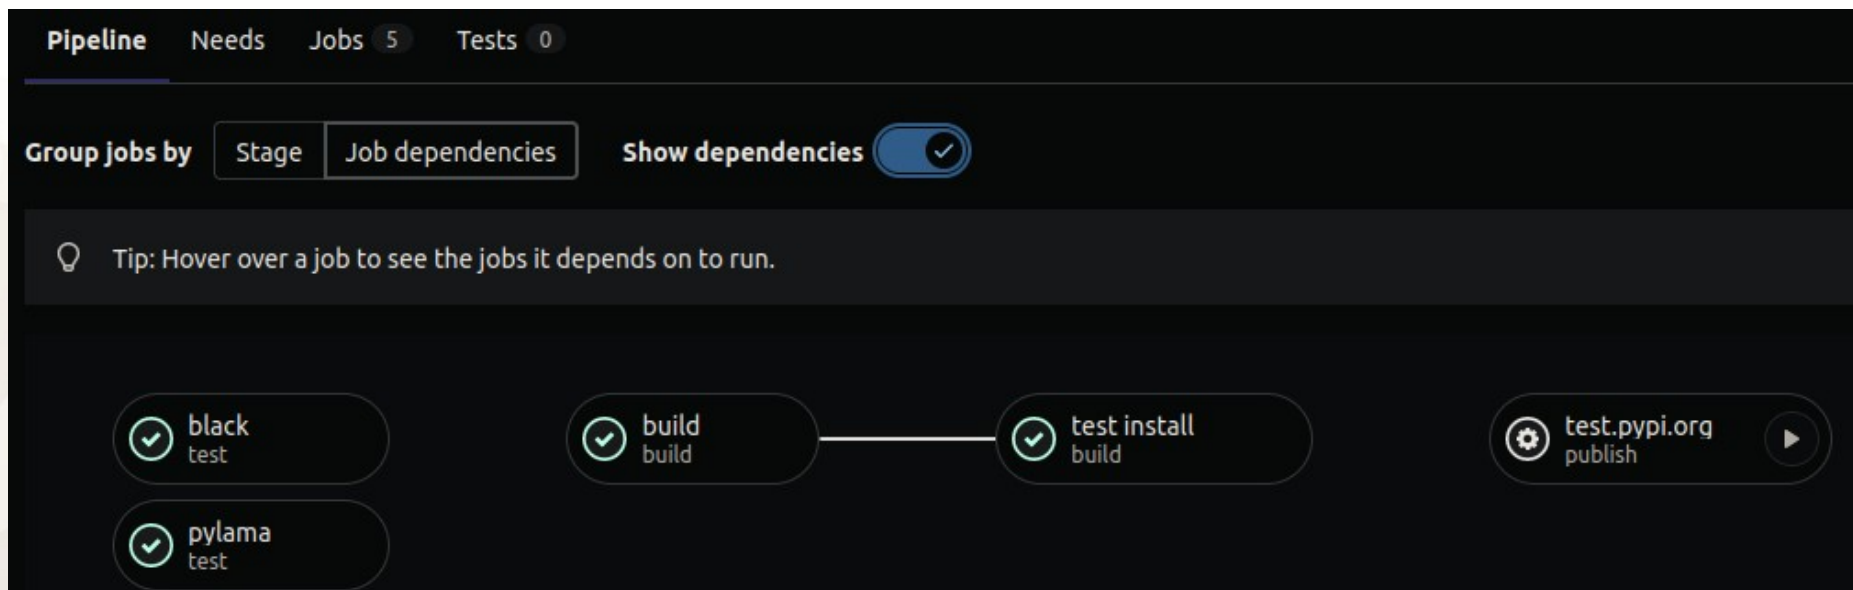 Pipeline Needs Jobs 5 Tests 0
Group jobs by Stage Job dependencies Show dependencies
Tip: Hover over a job to see the jobs it depends on to run.
black
test
build
build
test install
build
test.pypi.org
publish
pylama
test